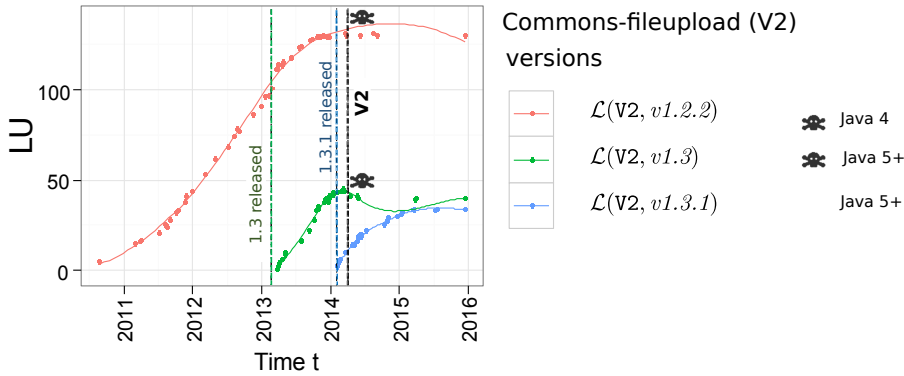 Commons-fileupload (V2)
versions
LU
100
50
0
1.3 released
1.3.1 released
V2
2011
2012
2013
2014
2015
2016
Time t
ℒ(V2, v1.2.2)
Java 4
ℒ(V2, v1.3)
Java 5+
ℒ(V2, v1.3.1)
Java 5+